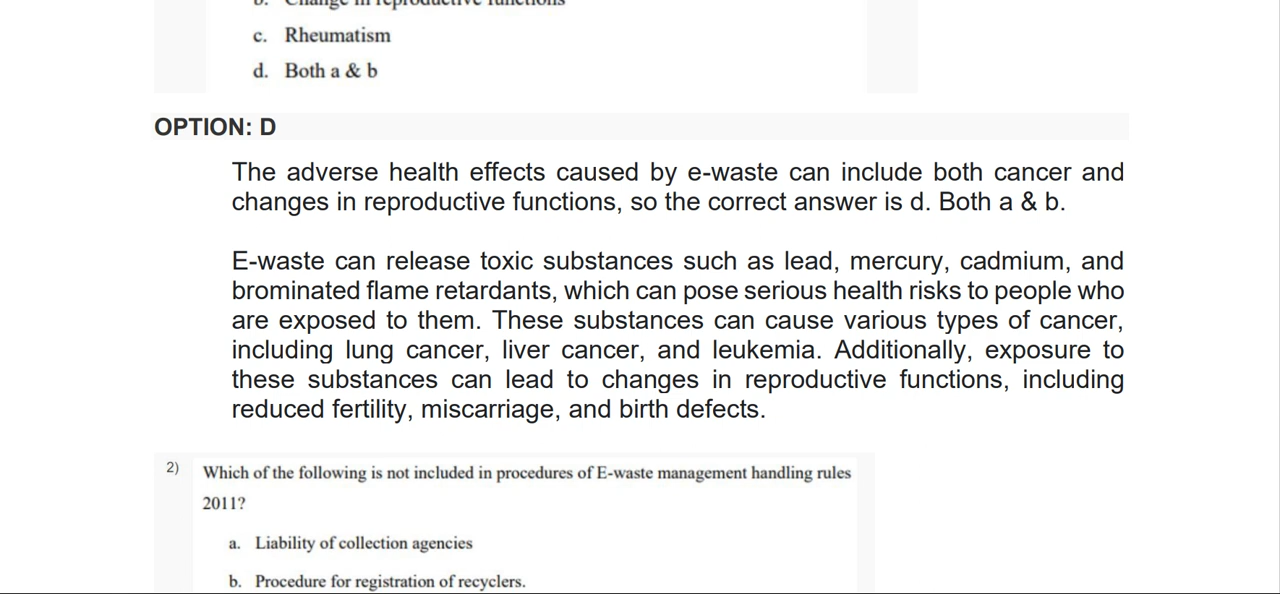 b. Change in reproductive functions
c. Rheumatism
d. Both a & b
OPTION: D
The adverse health effects caused by e-waste can include both cancer and
changes in reproductive functions, so the correct answer is d. Both a & b.
E-waste can release toxic substances such as lead, mercury, cadmium, and
brominated flame retardants, which can pose serious health risks to people who
are exposed to them. These substances can cause various types of cancer,
including lung cancer, liver cancer, and leukemia. Additionally, exposure to
these substances can lead to changes in reproductive functions, including
reduced fertility, miscarriage, and birth defects.
2) Which of the following is not included in procedures of E-waste management handling rules
2011?
a. Liability of collection agencies
b. Procedure for registration of recyclers.